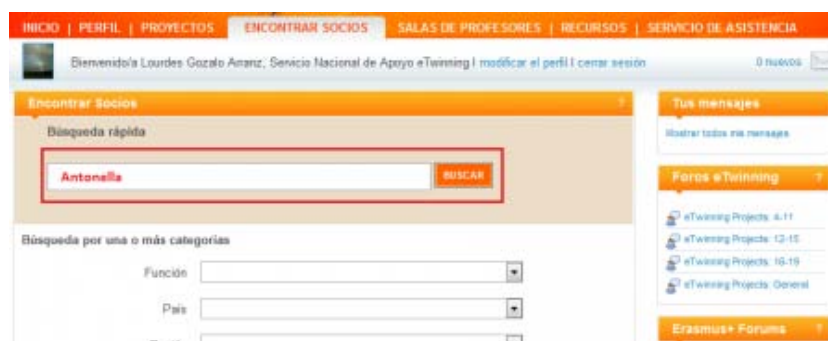 INICIO | PERFIL | PROYECTOS ENCONTRAR SOCIOS SALAS DE PROFESORES | RECURSOS | SERVICIO DE ASISTENCIA
Bienvenido/a Lourdes Gozalo Arranz, Servicio Nacional de Apoyo eTwinning | modificar el perfil | cerrar sesión
0 nuevos
Encontrar Socios ?
Búsqueda rápida
Antonella BUSCAR
Búsqueda por una o más categorías
Función
País
Tus mensajes
Mostrar todos mis mensajes
Foros eTwinning ?
eTwinning Projects: 4-11
eTwinning Projects: 12-15
eTwinning Projects: 16-19
eTwinning Projects: General
Erasmus+ Forums ?